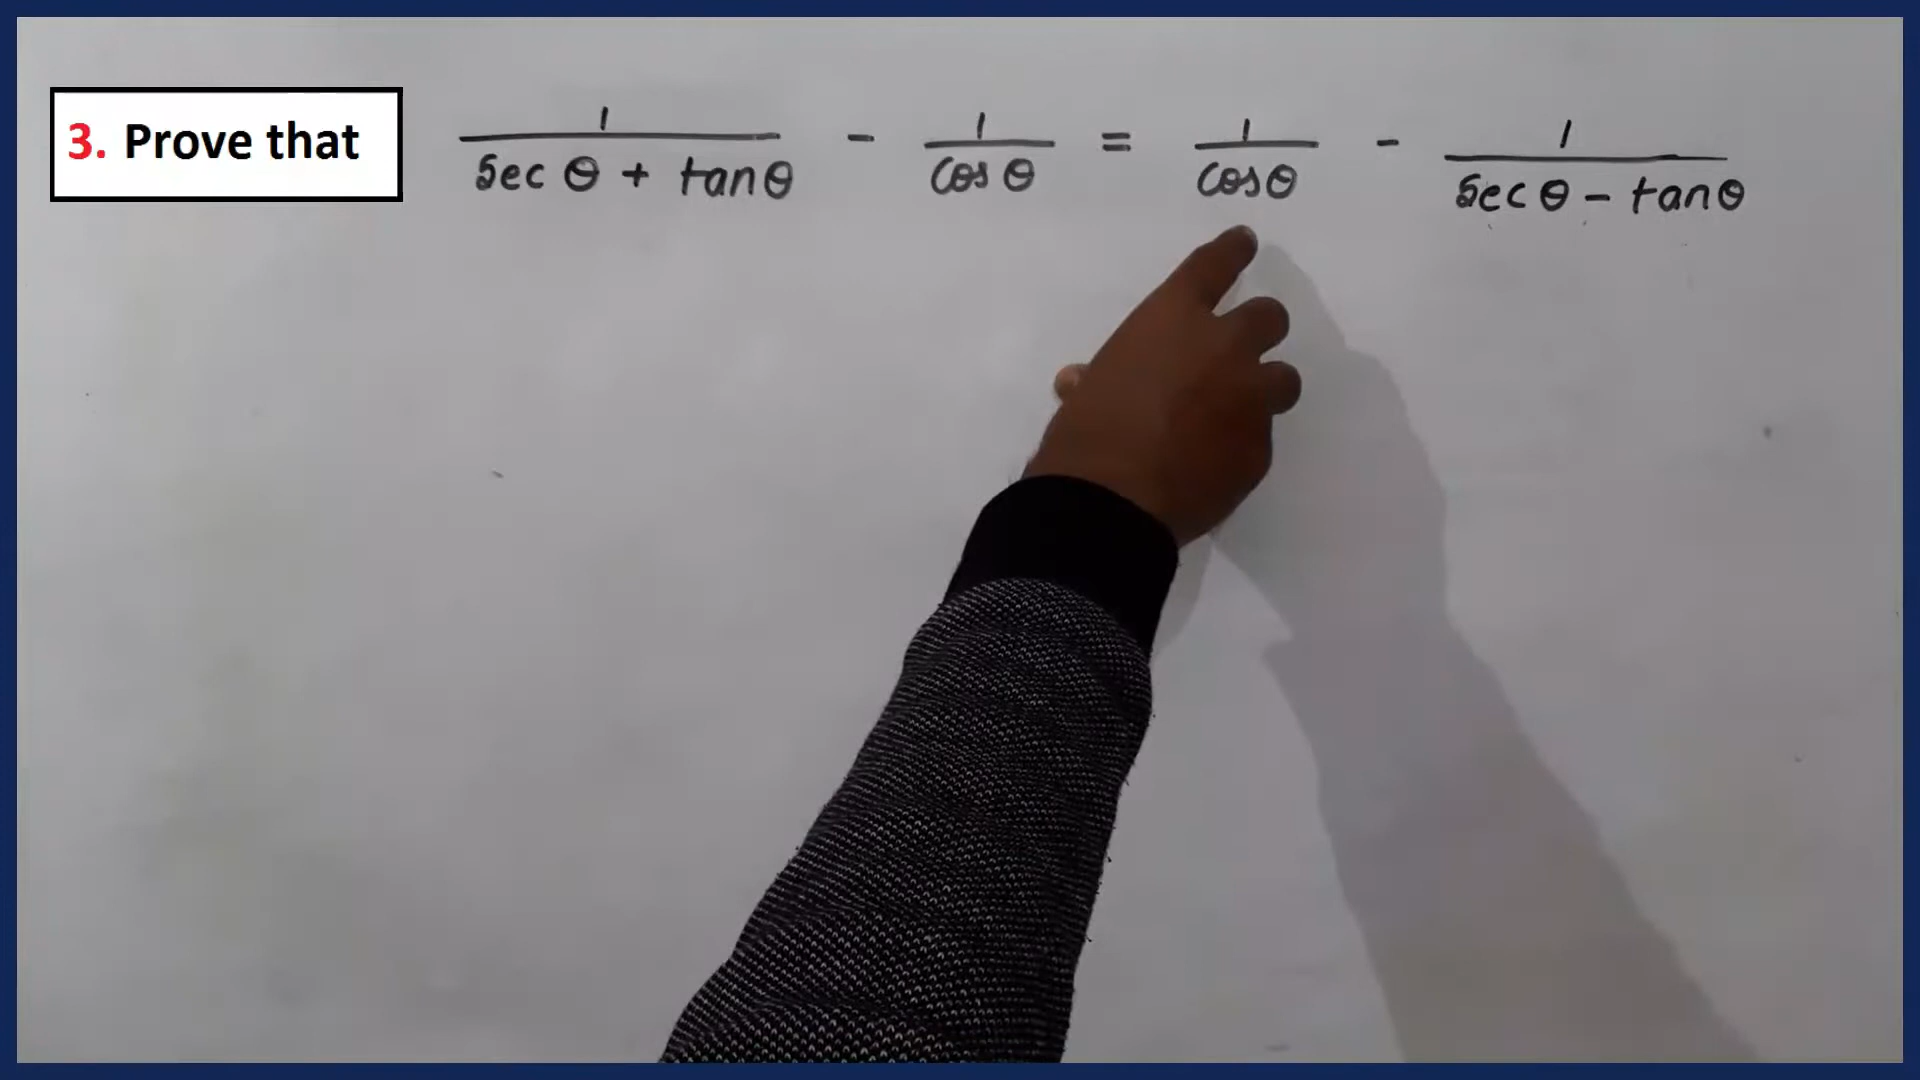 3. Prove that 1/(sec θ + tan θ) - 1/cos θ = 1/cos θ - 1/(sec θ - tan θ)